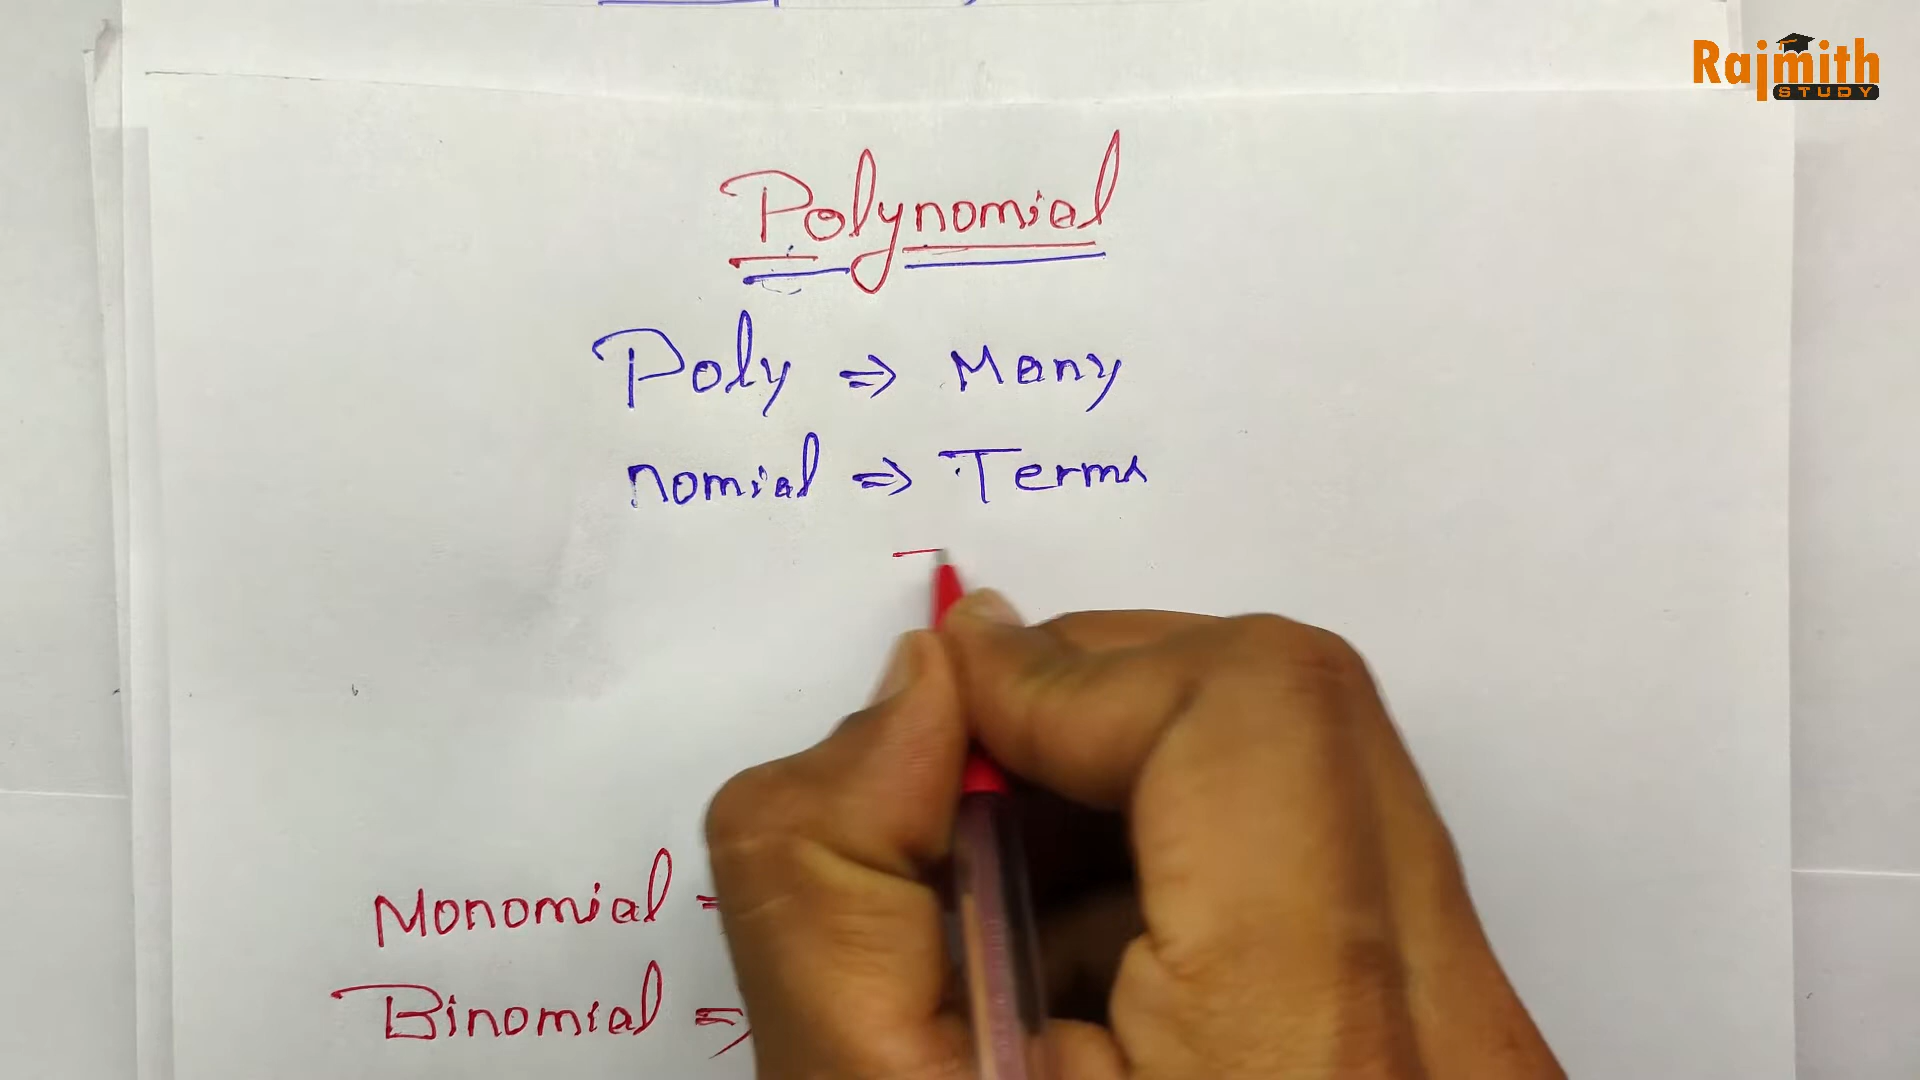 Rajmith
STUDY
Polynomial
Poly ⇒ Many
nomial ⇒ Terms
Monomial =
Binomial ⇒